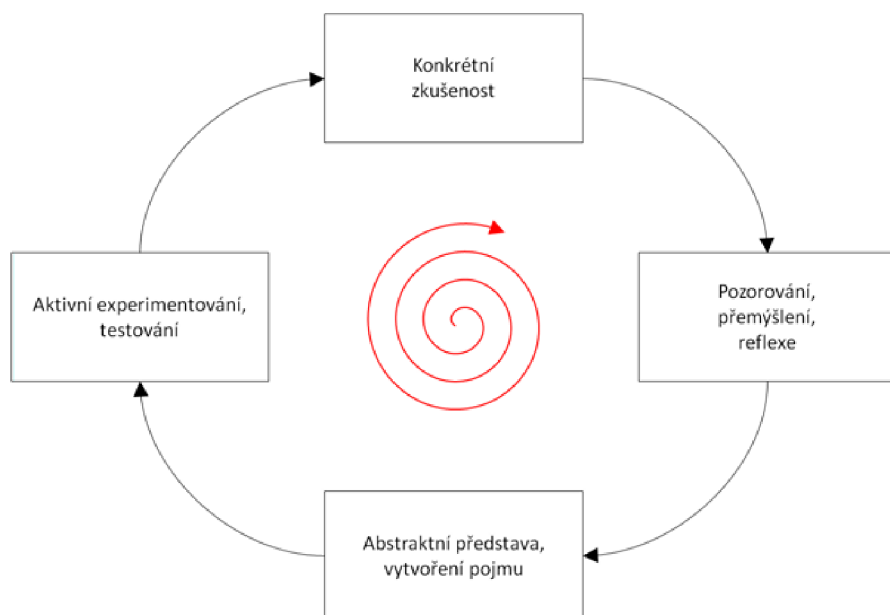 Konkrétní
zkušenost
Aktivní experimentování,
testování
Pozorování,
přemýšlení,
reflexe
Abstraktní představa,
vytvoření pojmu